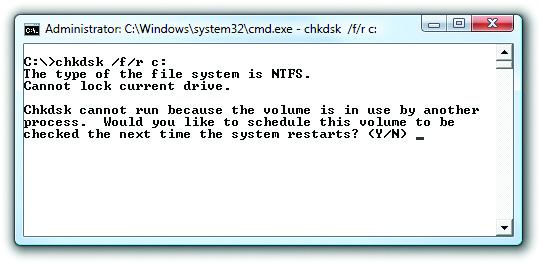 Administrator: C:\Windows\system32\cmd.exe - chkdsk /f/r c:
C:\>chkdsk /f/r c:
The type of the file system is NTFS.
Cannot lock current drive.
Chkdsk cannot run because the volume is in use by another
process.  Would you like to schedule this volume to be
checked the next time the system restarts? (Y/N) _